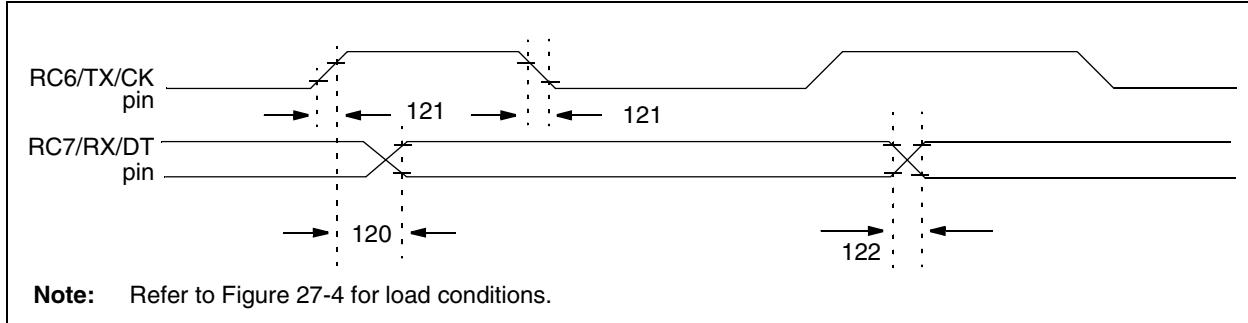 RC6/TX/CK
pin
121
121
RC7/RX/DT
pin
120
122
Note: Refer to Figure 27-4 for load conditions.